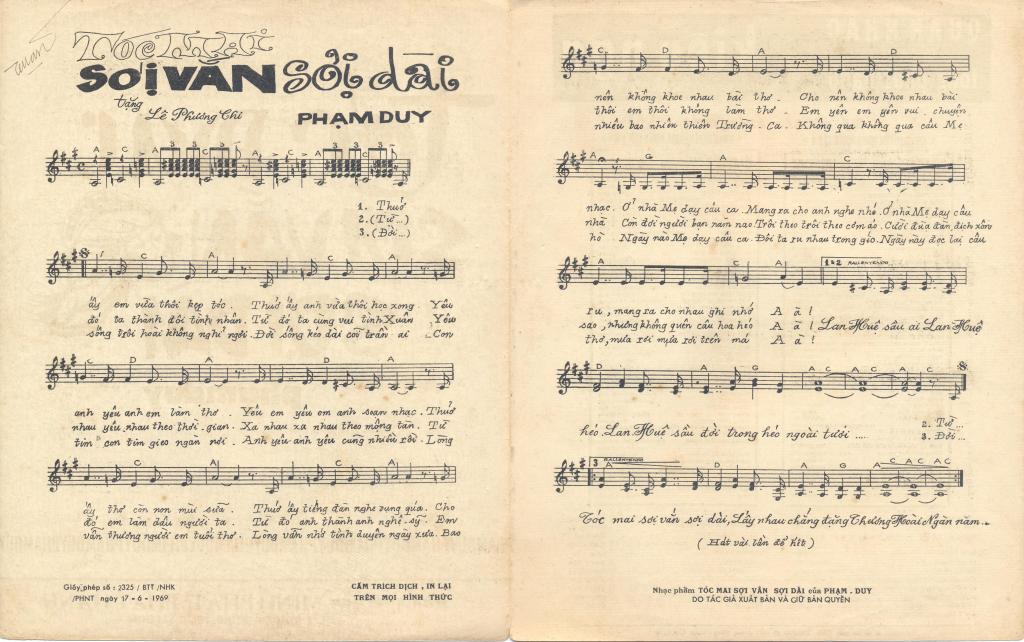 Tóc Mai
SỢI VẮN sợi dài
tặng Lê Phương Chi
PHẠM DUY
1. Thuở
2. (Từ...)
3. (Đời...)
ấy em vừa thôi kẹp tóc. Thuở ấy anh vừa thôi học xong. Yêu
đó ta thành đôi tình nhân. Từ đó ta cùng vui tình Xuân. Yêu
sông trôi hoài không nghỉ ngơi. Đời sống kéo dài cõi trần ai. Con
anh yêu anh em làm thơ. Yêu em yêu em anh soạn nhạc. Thuở
nhau yêu nhau theo thời gian. Xa nhau xa nhau theo mộng tàn. Từ
tim con tim gieo ngàn nơi. Anh yêu anh yêu cũng nhiều rồi. Lòng
ấy thơ còn non mùi sữa. Thuở ấy tiếng đàn nghe vụng quá. Cho
đó em làm dâu người ta. Từ đó anh thành anh nghệ-sỹ. Em
vẫn thương người em tuổi thơ. Lòng vẫn nhớ tình duyên ngày xưa. Bao
Giấy phép số : 2325 / BTT /NHK
/PHNT ngày 17 - 6 - 1969
CẤM TRÍCH DỊCH, IN LẠI
TRÊN MỌI HÌNH THỨC
nên không khoe nhau bài thơ. Cho nên không khoe nhau bài
thôi em thôi không làm thơ. Em yên em yên vui chuyện
nhiêu bao nhiêu thiên Trường - Ca. Không qua không qua câu Mẹ
nhạc. Ở nhà Mẹ dạy câu ca. Mang ra cho anh nghe nhé. Ở nhà Mẹ dạy câu
nhà Còn đời người bạn năm nao. Trôi theo trôi theo cơm áo. Cười đùa đàn địch xôn
hò Ngày nào Mẹ dạy câu ca. Đôi ta ru nhau trong gió. Ngày nay đọc lại câu
1 & 2 RALLENTENDO
ru, mang ra cho nhau ghi nhớ A à !
sao, nhưng không quên câu hoa héo A à ! Lan Huệ sầu ai Lan Huệ
thơ, mưa rơi mưa rơi trên má A à !
héo. Lan Huệ sầu đời trong héo ngoài tươi ....
2. Từ...
3. Đời...
3 RALLENTENDO
Tóc mai sợi vắn sợi dài, Lấy nhau chẳng đặng Thương Hoài Ngàn năm...
( Hát vài lần để kết )
Nhạc phẩm TÓC MAI SỢI VẮN SỢI DÀI của PHẠM - DUY
DO TÁC GIẢ XUẤT BẢN VÀ GIỮ BẢN QUYỀN